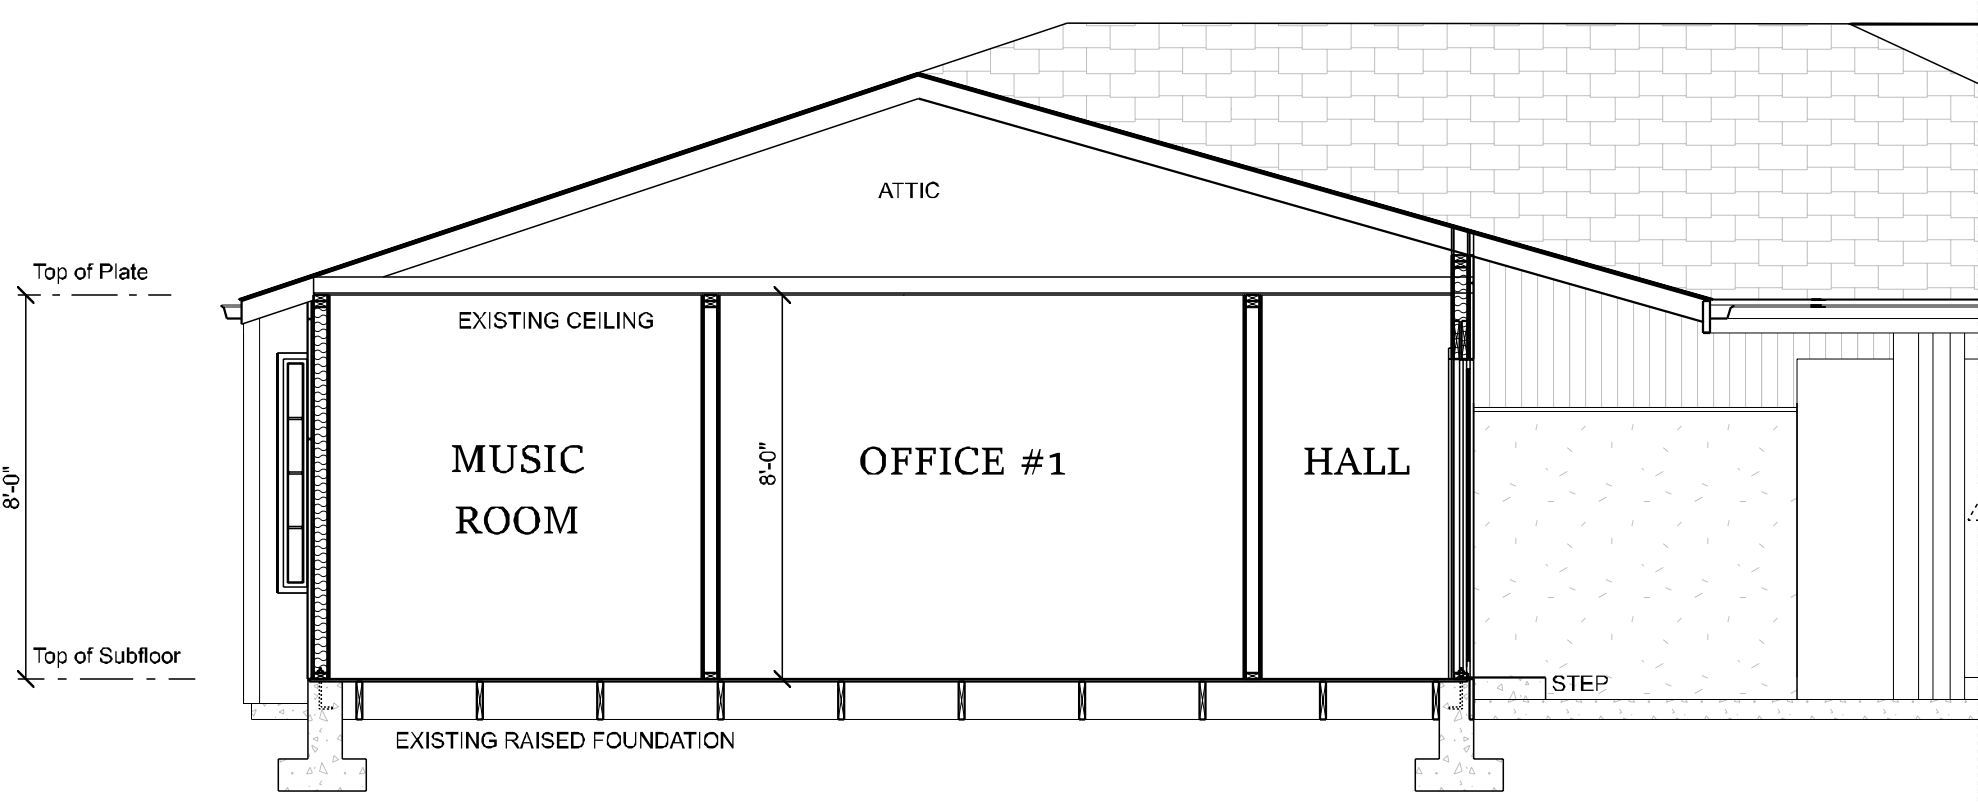 ATTIC
Top of Plate
EXISTING CEILING
8'-0"
8'-0"
MUSIC
ROOM
OFFICE #1
HALL
Top of Subfloor
STEP
EXISTING RAISED FOUNDATION